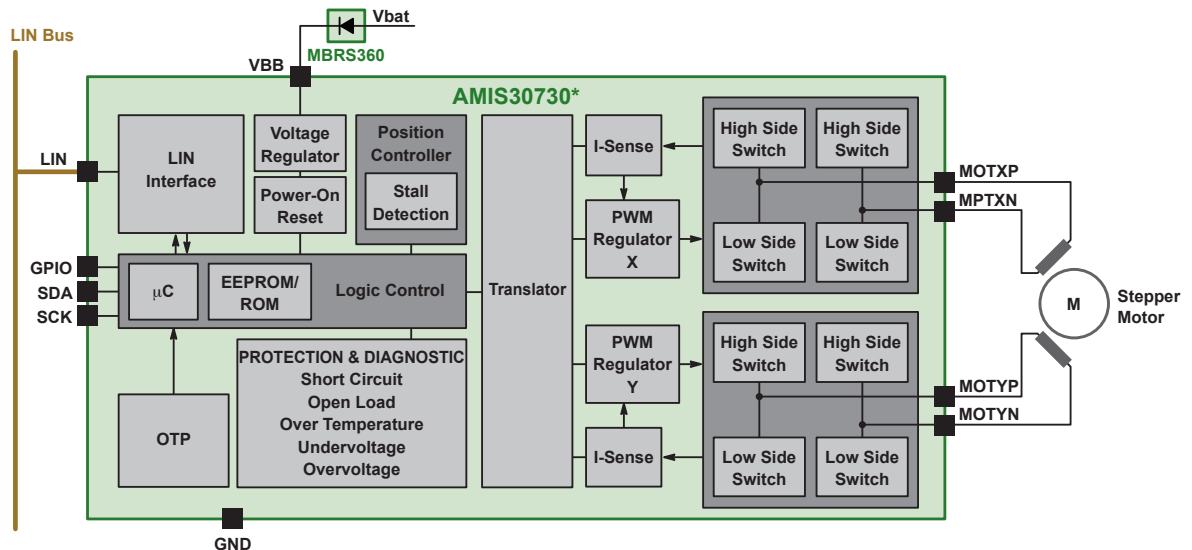 LIN Bus
Vbat
MBRS360
VBB
AMIS30730*
LIN
LIN
Interface
Voltage
Regulator
Power-On
Reset
Position
Controller
Stall
Detection
GPIO
SDA
SCK
µC
EEPROM/
ROM
Logic Control
OTP
PROTECTION & DIAGNOSTIC
Short Circuit
Open Load
Over Temperature
Undervoltage
Overvoltage
GND
Translator
I-Sense
PWM
Regulator
X
High Side
Switch
High Side
Switch
Low Side
Switch
Low Side
Switch
PWM
Regulator
Y
I-Sense
High Side
Switch
High Side
Switch
Low Side
Switch
Low Side
Switch
MOTXP
MPTXN
M
Stepper
Motor
MOTYP
MOTYN